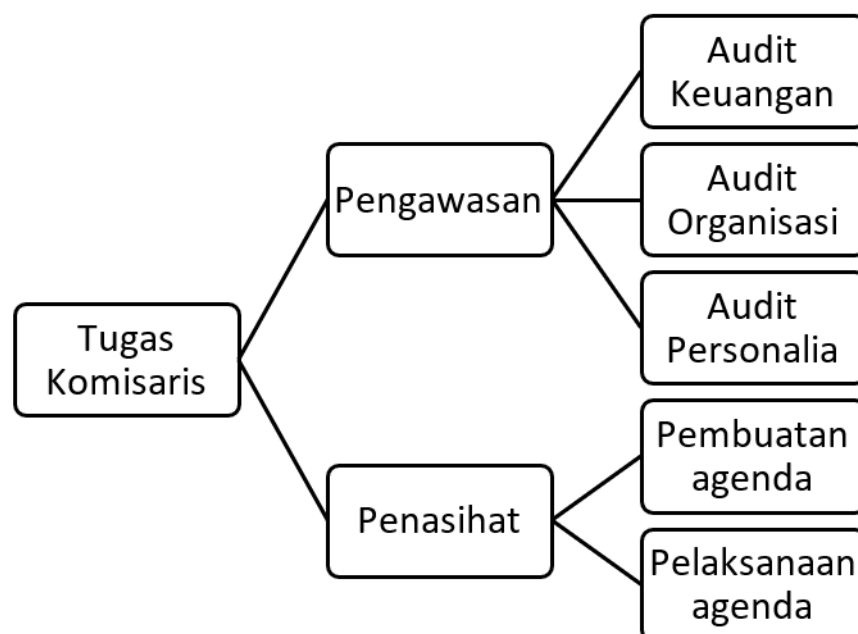 Tugas
Komisaris
Pengawasan
Audit
Keuangan
Audit
Organisasi
Audit
Personalia
Penasihat
Pembuatan
agenda
Pelaksanaan
agenda